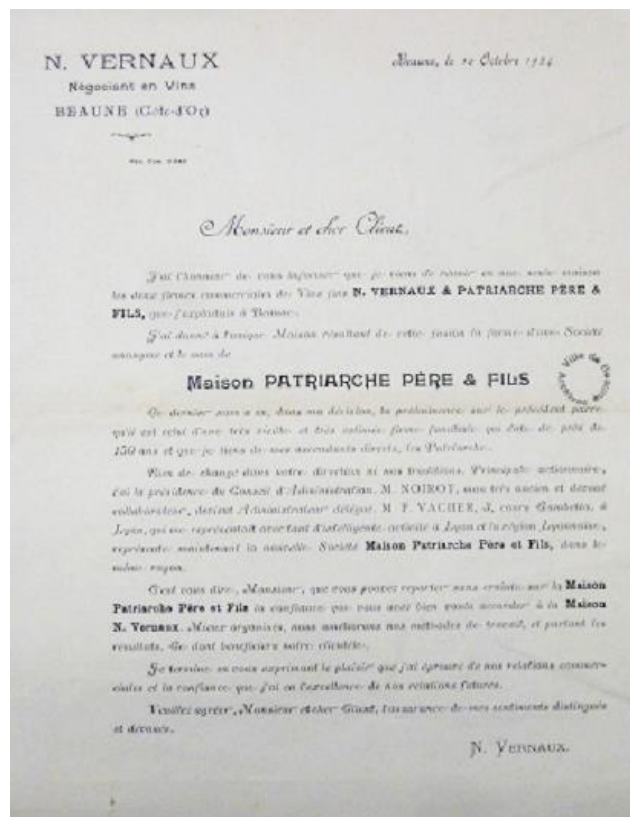 N. VERNAUX
Négociant en Vins
BEAUNE (Côte-d'Or)
Beaune, le Octobre
Monsieur et cher Client,
J'ai l'honneur de vous informer que je viens de réunir en une seule maison
les deux firmes commerciales de Vins fins N. VERNAUX & PATRIARCHE PÈRE &
FILS, que j'exploitais à Beaune.
J'ai donné à l'unique Maison résultant de cette fusion la forme d'une Société
anonyme et le nom de
Maison PATRIARCHE PÈRE & FILS
Ville de Beaune
Archives
Ce dernier nom a eu, dans ma décision, la prééminence sur le précédent parce
qu'il est celui d'une très vieille et très estimée firme familiale qui date de près de
150 ans et que je tiens de mes ascendants directs, les Patriarche.
Rien de changé dans votre direction ni nos traditions. Principal actionnaire,
j'ai la présidence du Conseil d'Administration. M. NOIROT, mon très ancien et dévoué
collaborateur, devient Administrateur délégué. M. F. VACHER, 3, cours Gambetta, à
Lyon, qui me représentait avec tant d'intelligente activité à Lyon et la région Lyonnaise,
représente maintenant la nouvelle Société Maison Patriarche Père et Fils, dans le
même rayon.
C'est vous dire, Monsieur, que vous pouvez reporter sans crainte sur la Maison
Patriarche Père et Fils la confiance que vous avez bien voulu accorder à la Maison
N. Vernaux. Mieux organisés, nous améliorons nos méthodes de travail, et partant les
résultats. Ce dont bénéficiera notre clientèle.
Je termine en vous exprimant le plaisir que j'ai éprouvé de nos relations commer-
ciales et la confiance que j'ai en l'excellence de nos relations futures.
Veuillez agréer, Monsieur et cher Client, l'assurance de mes sentiments distingués
et dévoués.
N. VERNAUX.